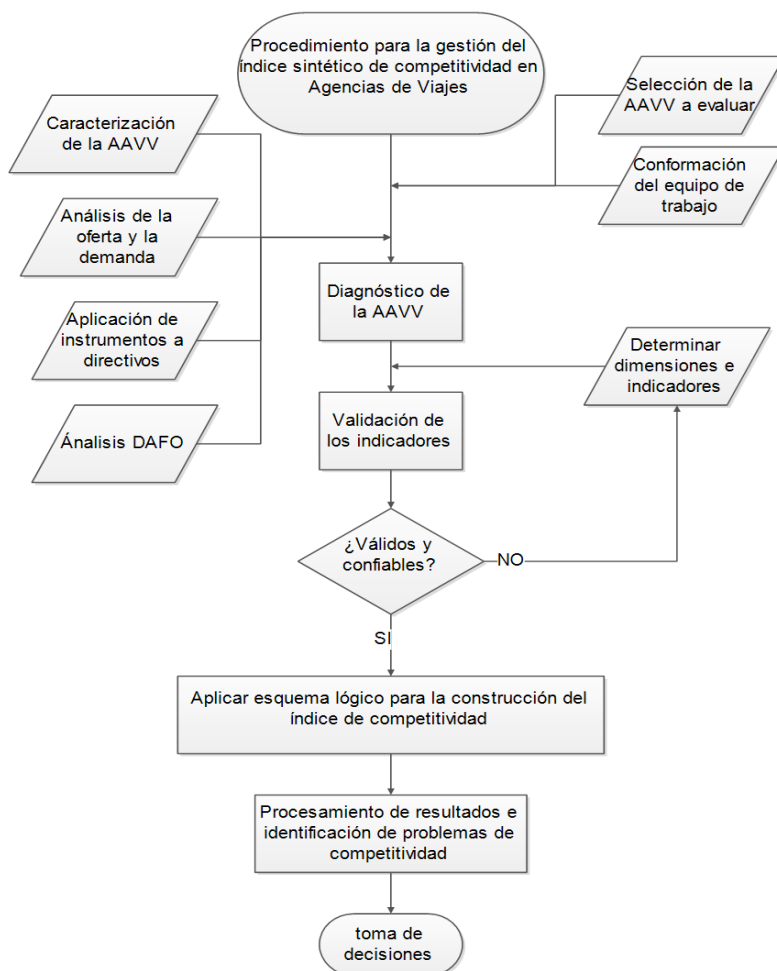 Procedimiento para la gestión del
índice sintético de competitividad en
Agencias de Viajes
Selección de la
AAVV a evaluar
Caracterización
de la AAVV
Conformación
del equipo de
trabajo
Análisis de la
oferta y la
demanda
Diagnóstico de
la AAVV
Aplicación de
instrumentos a
directivos
Determinar
dimensiones e
indicadores
Ánalisis DAFO
Validación de
los indicadores
¿Válidos y
confiables?
NO
SI
Aplicar esquema lógico para la construcción del
índice de competitividad
Procesamiento de resultados e
identificación de problemas de
competitividad
toma de
decisiones